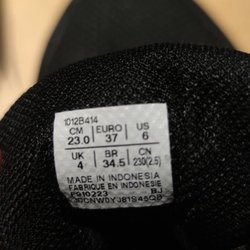 1012B414
CM EURO US
23.0 37 6
UK BR CN
4 34.5 230(2.5)
MADE IN INDONESIA
FABRIQUE EN INDONESIE
BJ